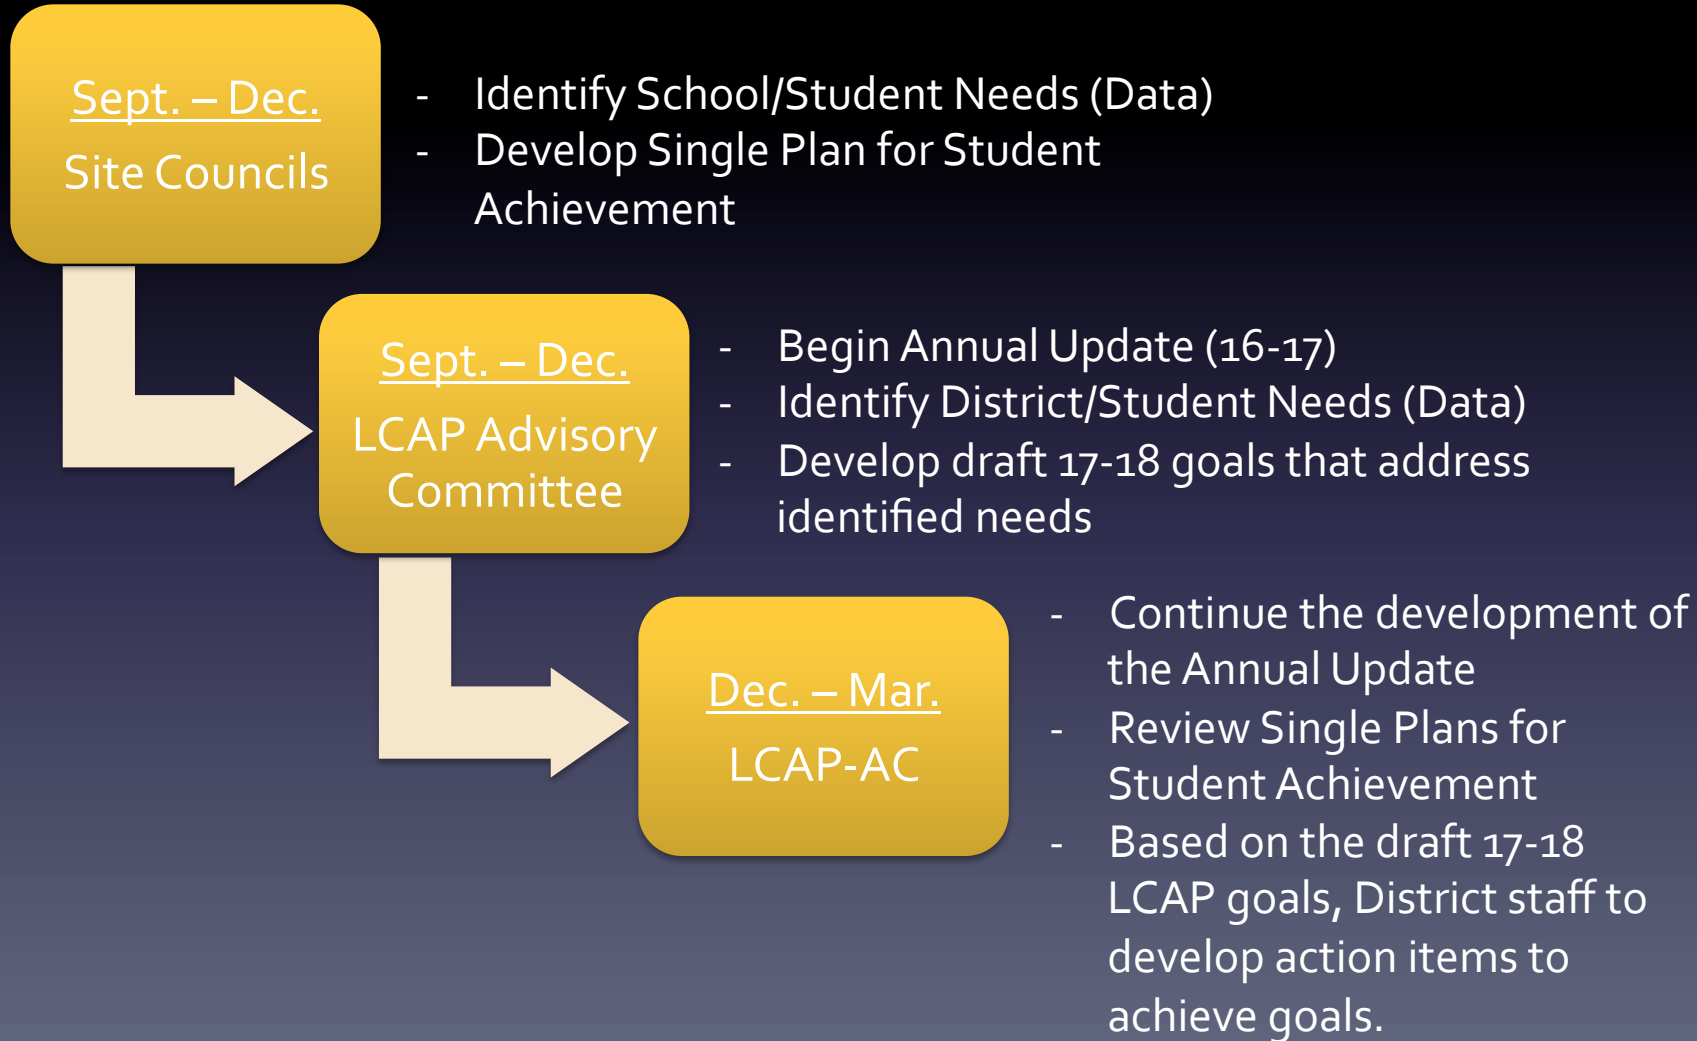 Sept. – Dec.
Site Councils
- Identify School/Student Needs (Data)
- Develop Single Plan for Student
Achievement
Sept. – Dec.
LCAP Advisory
Committee
- Begin Annual Update (16-17)
- Identify District/Student Needs (Data)
- Develop draft 17-18 goals that address
identified needs
Dec. – Mar.
LCAP-AC
- Continue the development of
the Annual Update
- Review Single Plans for
Student Achievement
- Based on the draft 17-18
LCAP goals, District staff to
develop action items to
achieve goals.